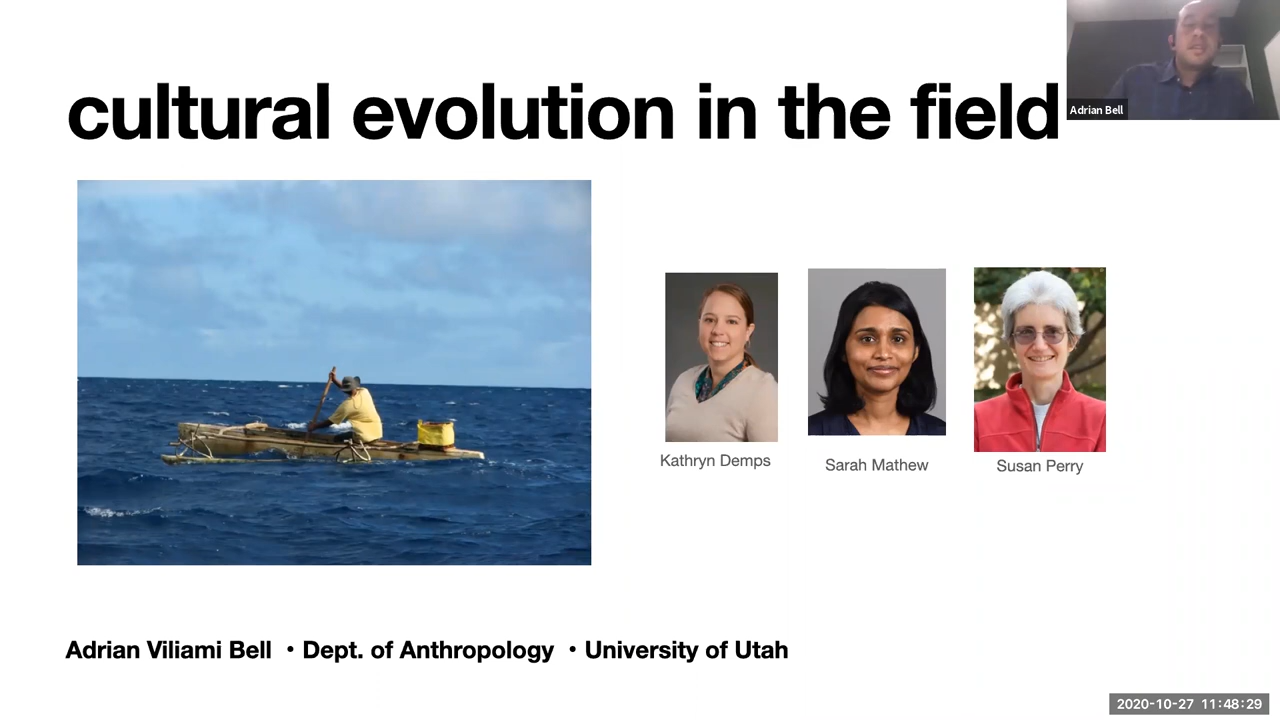 cultural evolution in the field
Adrian Bell
Kathryn Demps
Sarah Mathew
Susan Perry
Adrian Viliami Bell • Dept. of Anthropology • University of Utah
2020-10-27 11:48:29